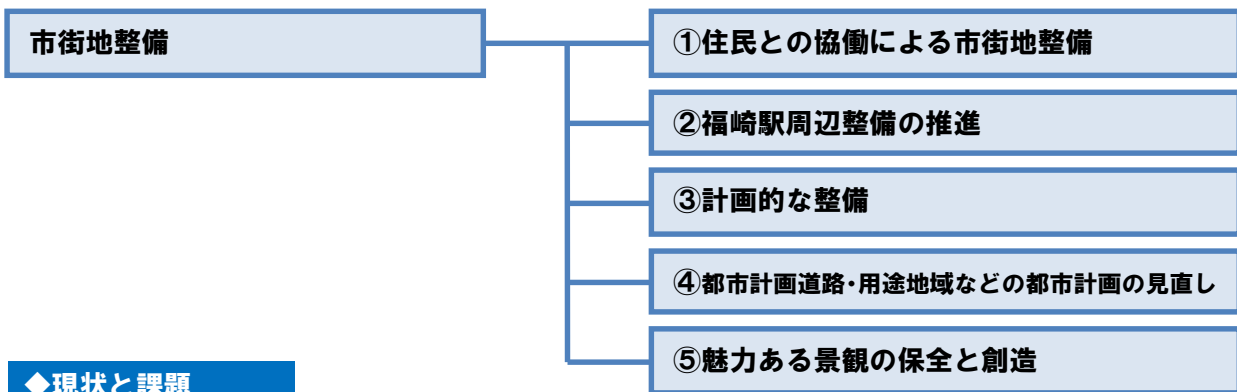 市街地整備
①住民との協働による市街地整備
②福崎駅周辺整備の推進
③計画的な整備
④都市計画道路・用途地域などの都市計画の見直し
⑤魅力ある景観の保全と創造
◆現状と課題